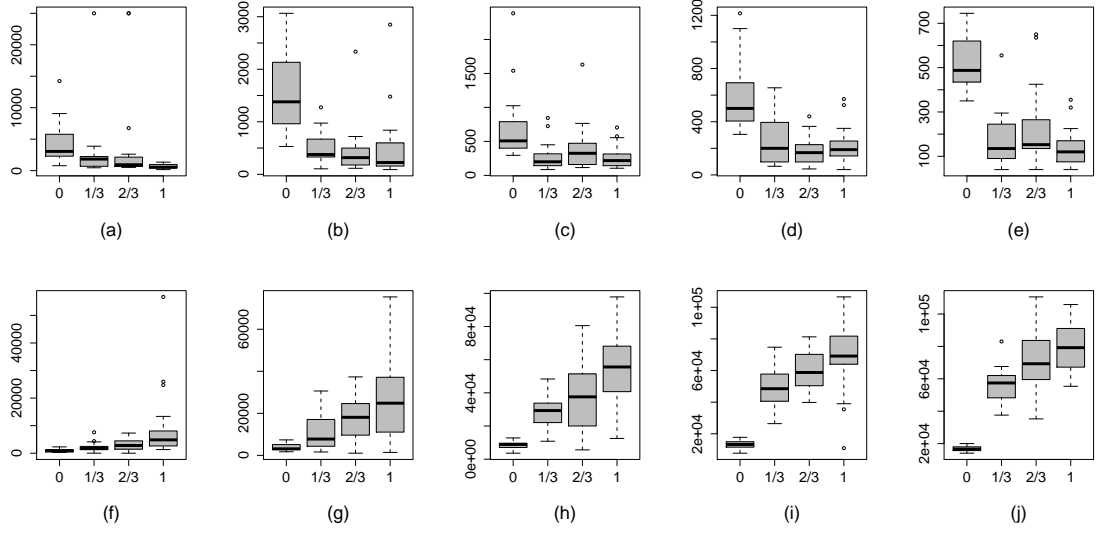 0 10000 20000
0 1/3 2/3 1
(a)
0 1000 2000 3000
0 1/3 2/3 1
(b)
0 500 1500
0 1/3 2/3 1
(c)
0 400 800 1200
0 1/3 2/3 1
(d)
100 300 500 700
0 1/3 2/3 1
(e)
0 20000 40000
0 1/3 2/3 1
(f)
0 20000 60000
0 1/3 2/3 1
(g)
0e+00 4e+04 8e+04
0 1/3 2/3 1
(h)
2e+04 6e+04 1e+05
0 1/3 2/3 1
(i)
2e+04 6e+04 1e+05
0 1/3 2/3 1
(j)